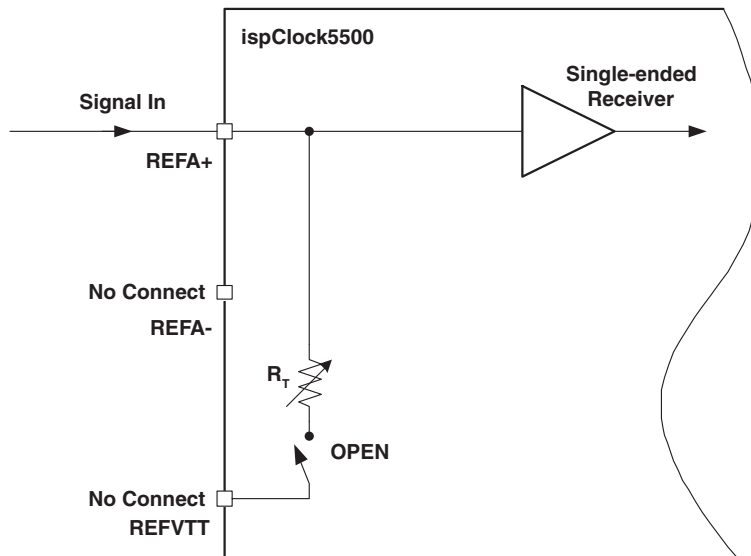 ispClock5500
Single-ended
Receiver
Signal In
REFA+
No Connect
REFA-
RT
OPEN
No Connect
REFVTT